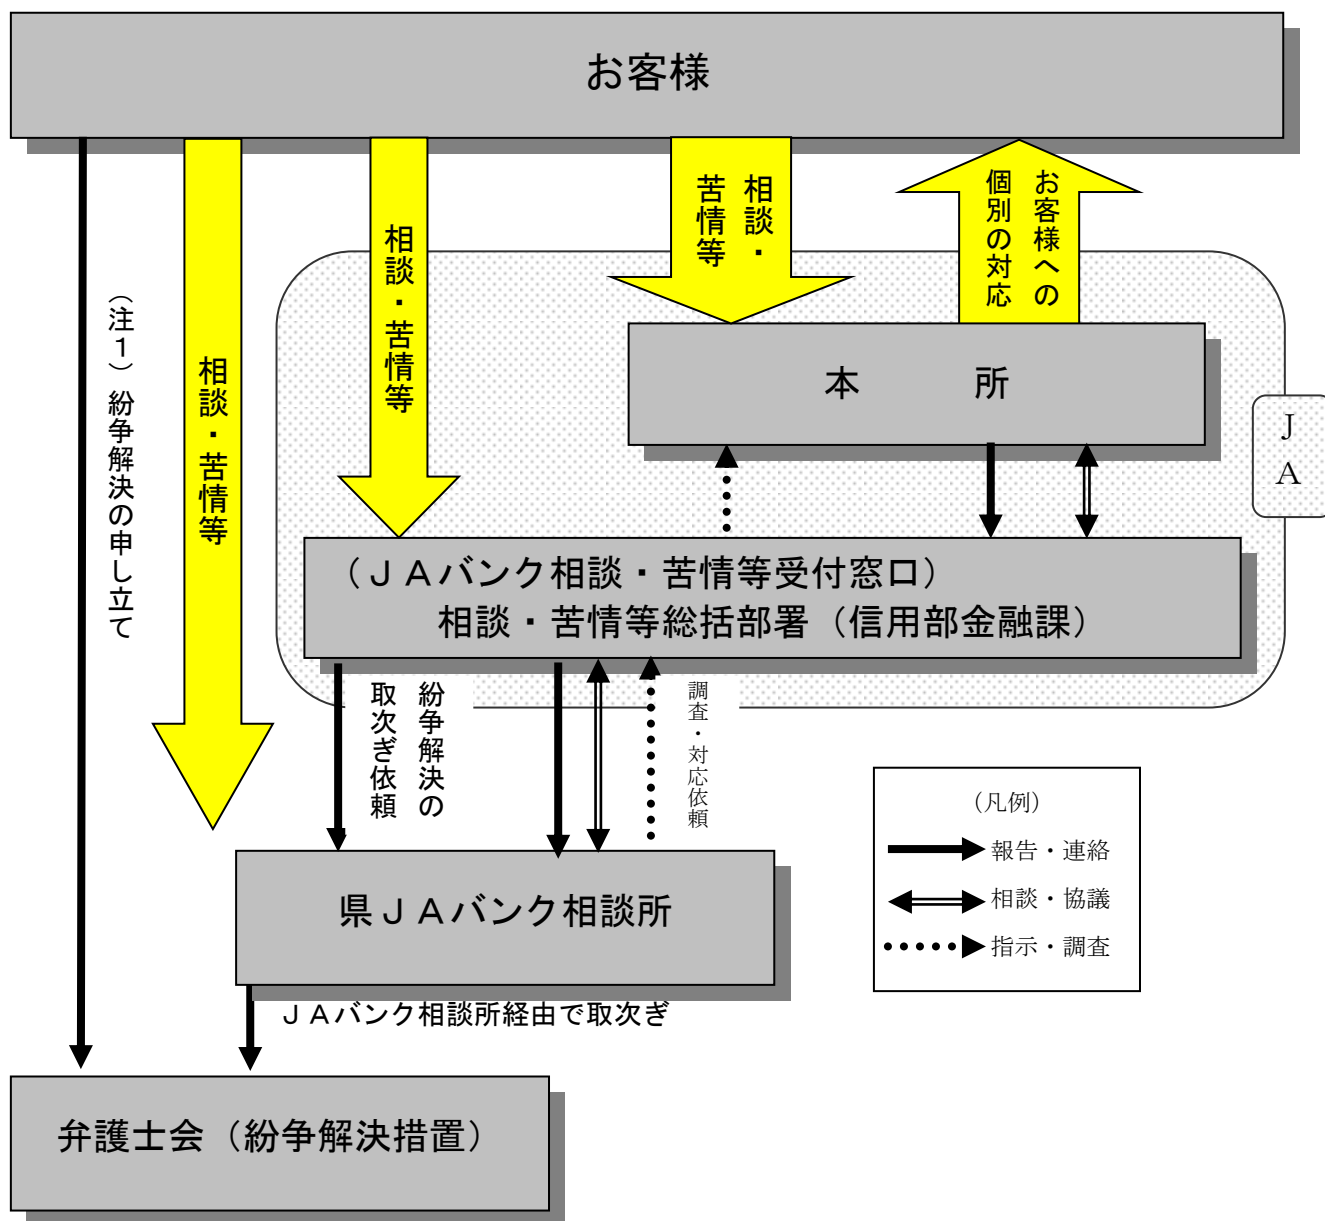 お客様
(注1)紛争解決の申し立て
相談・苦情等
相談・苦情等
相談・
苦情等
お客様への
個別の対応
本　　　所
JA
(JAバンク相談・苦情等受付窓口)
相談・苦情等総括部署(信用部金融課)
紛争解決の
取次ぎ依頼
調査・対応依頼
(凡例)
報告・連絡
相談・協議
指示・調査
県JAバンク相談所
JAバンク相談所経由で取次ぎ
弁護士会(紛争解決措置)